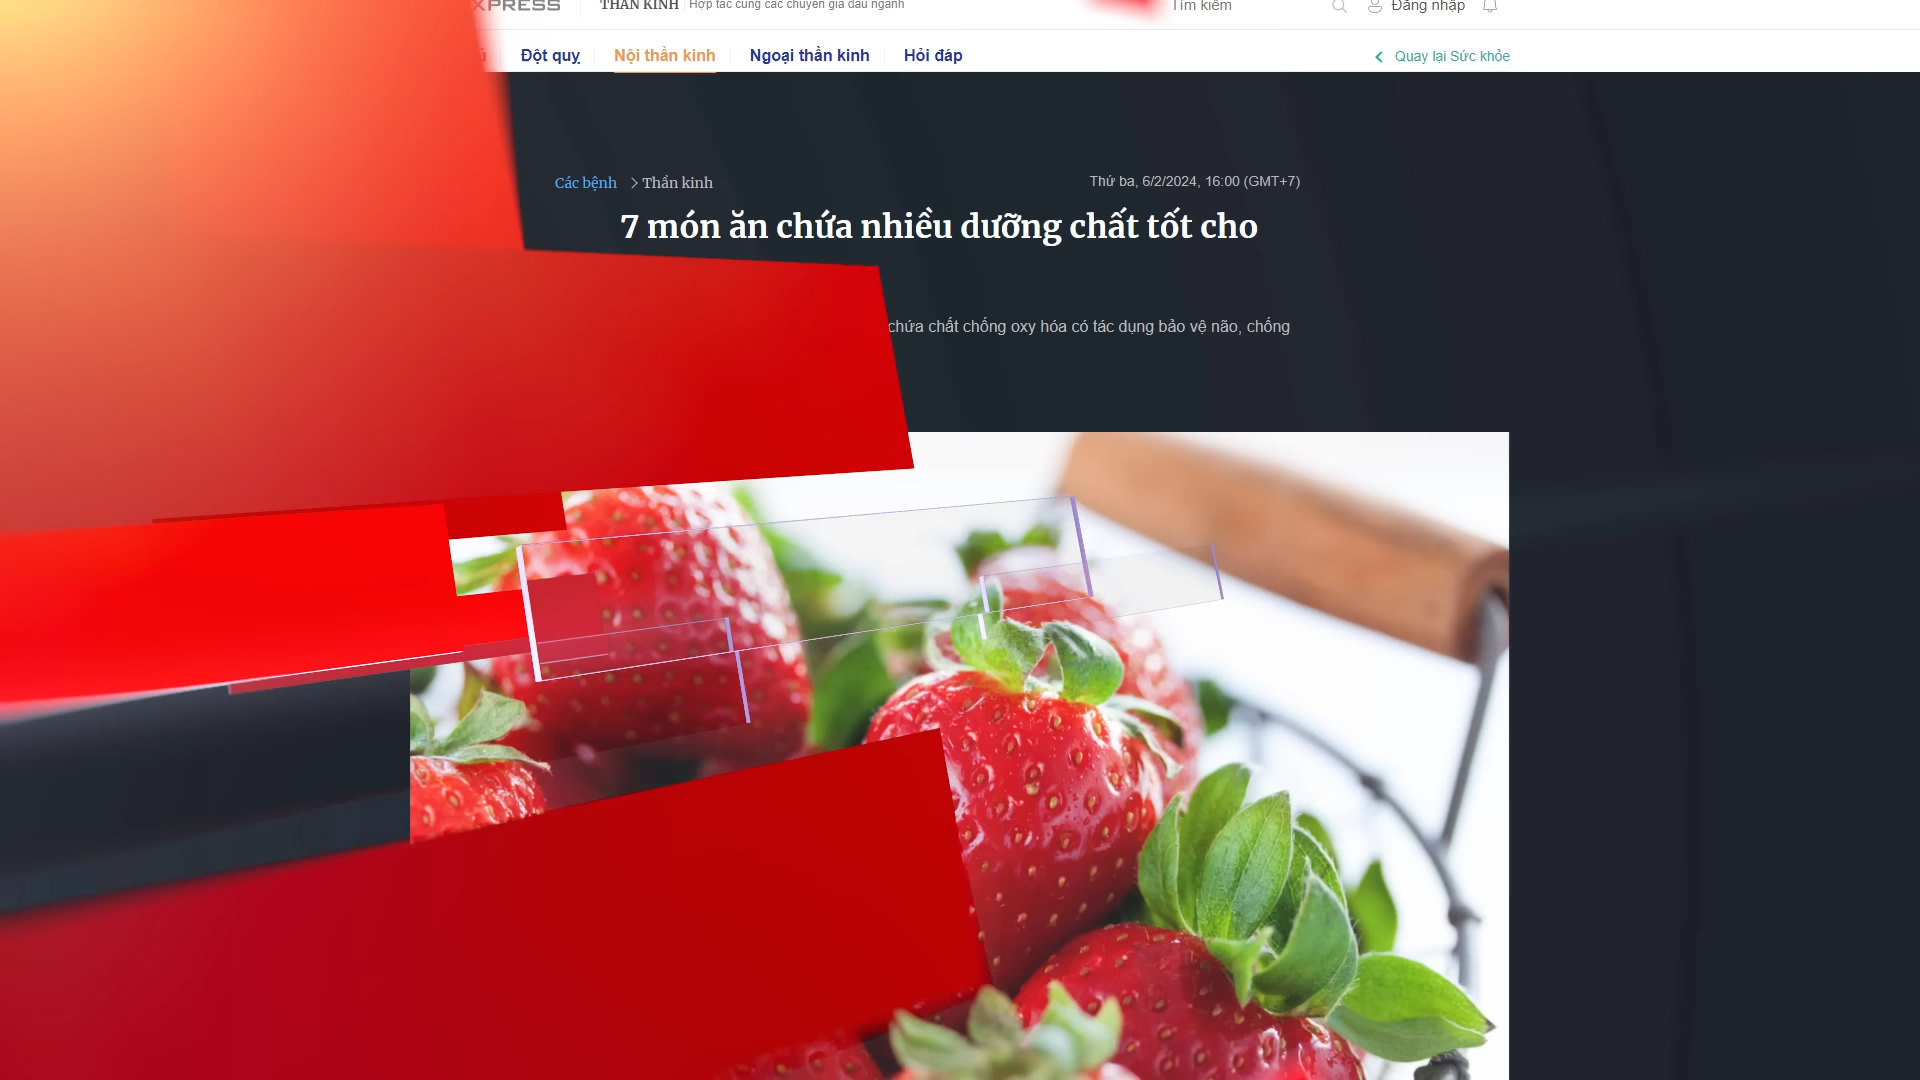 XPRESS THẦN KINH Hợp tác cùng các chuyên gia đầu ngành Tìm kiếm Đăng nhập
Đột quỵ Nội thần kinh Ngoại thần kinh Hỏi đáp Quay lại Sức khỏe
Các bệnh Thần kinh Thứ ba, 6/2/2024, 16:00 (GMT+7)
7 món ăn chứa nhiều dưỡng chất tốt cho
chứa chất chống oxy hóa có tác dụng bảo vệ não, chống